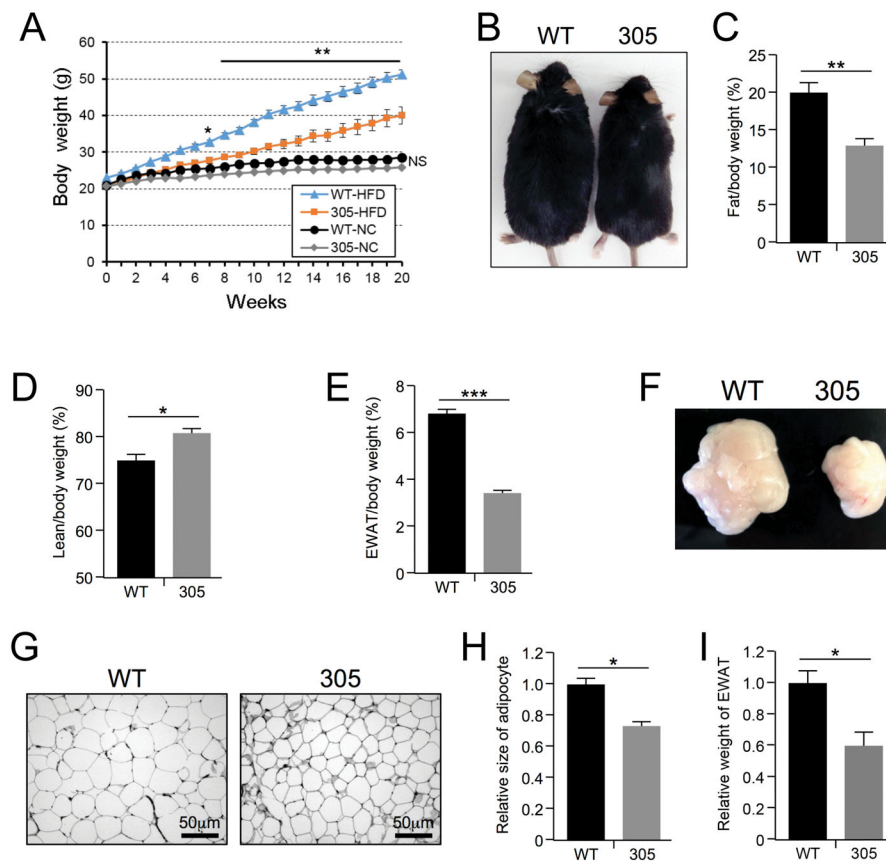 A
Body weight (g)
60
50
40
30
20
10
0
**
*
NS
WT-HFD
305-HFD
WT-NC
305-NC
0 2 4 6 8 10 12 14 16 18 20
Weeks
B
WT 305
C
Fat/body weight (%)
25
20
15
10
5
0
**
WT 305
D
Lean/body weight (%)
90
80
70
60
50
*
WT 305
E
EWAT/body weight (%)
8
6
4
2
0
***
WT 305
F
WT 305
G
WT 305
50µm 50µm
H
Relative size of adipocyte
1.2
1
0.8
0.6
0.4
0.2
0
*
WT 305
I
Relative weight of EWAT
1.2
1.0
0.8
0.6
0.4
0.2
0
*
WT 305